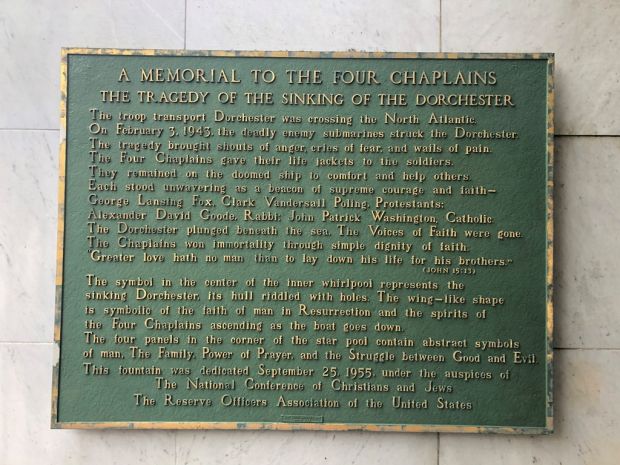 A MEMORIAL TO THE FOUR CHAPLAINS
THE TRAGEDY OF THE SINKING OF THE DORCHESTER
The troop transport Dorchester was crossing the North Atlantic.
On February 3, 1943, the deadly enemy submarines struck the Dorchester.
The tragedy brought shouts of anger, cries of fear, and wails of pain.
The Four Chaplains gave their life jackets to the soldiers.
They remained on the doomed ship to comfort and help others.
Each stood unwavering as a beacon of supreme courage and faith—
George Lansing Fox, Clark Vandersall Poling, Protestants;
Alexander David Goode, Rabbi; John Patrick Washington, Catholic.
The Dorchester plunged beneath the sea. The Voices of Faith were gone.
The Chaplains won immortality through simple dignity of faith.
"Greater love hath no man than to lay down his life for his brothers."
(JOHN 15:13)
The symbol in the center of the inner whirlpool represents the
sinking Dorchester, its hull riddled with holes. The wing-like shape
is symbolic of the faith of man in Resurrection and the spirits of
the Four Chaplains ascending as the boat goes down.
The four panels in the corner of the star pool contain abstract symbols
of man, The Family, Power of Prayer, and the Struggle between Good and Evil.
This fountain was dedicated September 25, 1955, under the auspices of
The National Conference of Christians and Jews
The Reserve Officers Association of the United States